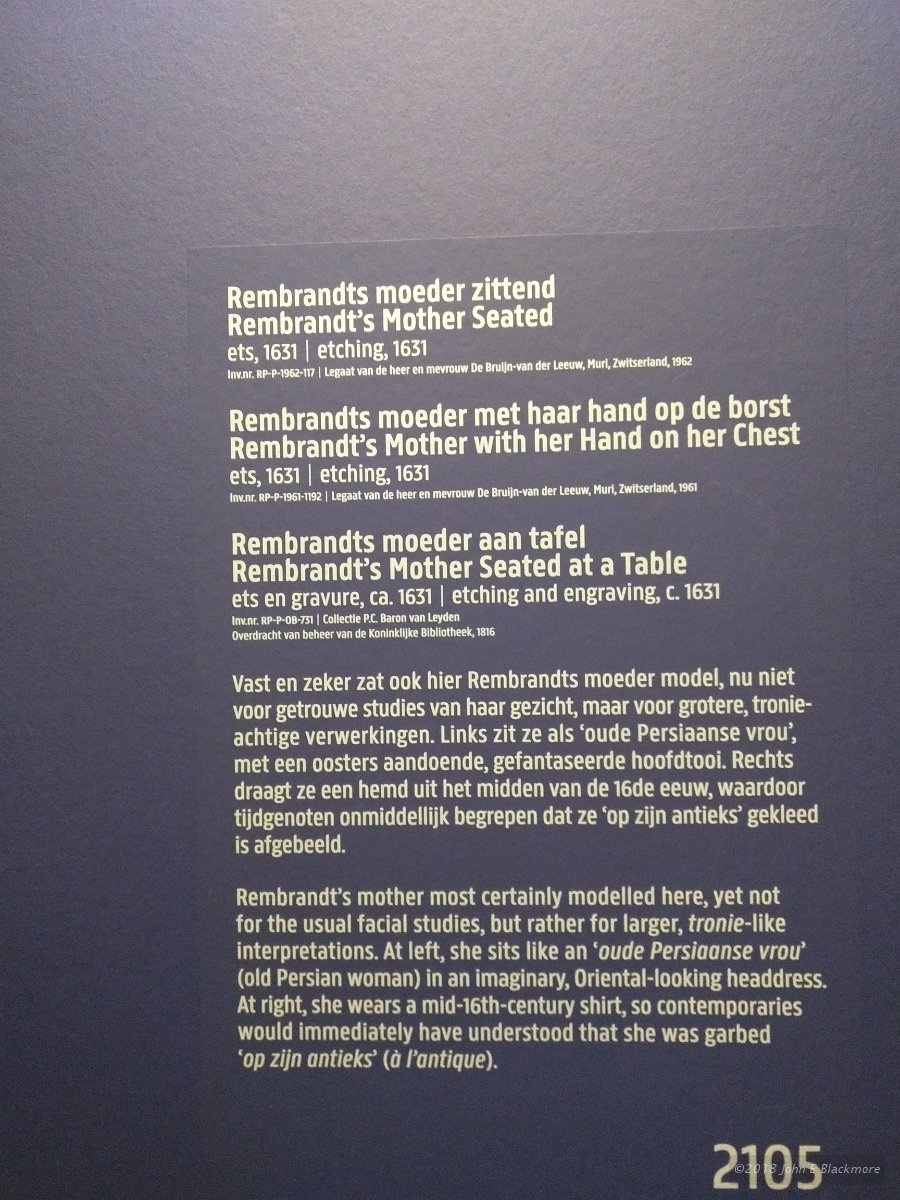 Rembrandts moeder zittend
Rembrandt’s Mother Seated
ets, 1631 | etching, 1631
Inv.nr. RP-P-1962-117 | Legaat van de heer en mevrouw De Bruijn-van der Leeuw, Muri, Zwitserland, 1962
Rembrandts moeder met haar hand op de borst
Rembrandt’s Mother with her Hand on her Chest
ets, 1631 | etching, 1631
Inv.nr. RP-P-1961-1192 | Legaat van de heer en mevrouw De Bruijn-van der Leeuw, Muri, Zwitserland, 1961
Rembrandts moeder aan tafel
Rembrandt’s Mother Seated at a Table
ets en gravure, ca. 1631 | etching and engraving, c. 1631
Inv.nr. RP-P-OB-731 | Collectie P.C. Baron van Leyden
Overdracht van beheer van de Koninklijke Bibliotheek, 1816
Vast en zeker zat ook hier Rembrandts moeder model, nu niet
voor getrouwe studies van haar gezicht, maar voor grotere, tronie-
achtige verwerkingen. Links zit ze als ‘oude Persiaanse vrou’,
met een oosters aandoende, gefantaseerde hoofdtooi. Rechts
draagt ze een hemd uit het midden van de 16de eeuw, waardoor
tijdgenoten onmiddellijk begrepen dat ze ‘op zijn antieks’ gekleed
is afgebeeld.
Rembrandt’s mother most certainly modelled here, yet not
for the usual facial studies, but rather for larger, tronie-like
interpretations. At left, she sits like an ‘oude Persiaanse vrou’
(old Persian woman) in an imaginary, Oriental-looking headdress.
At right, she wears a mid-16th-century shirt, so contemporaries
would immediately have understood that she was garbed
‘op zijn antieks’ (à l’antique).
2105
©2018 John E Blackmore